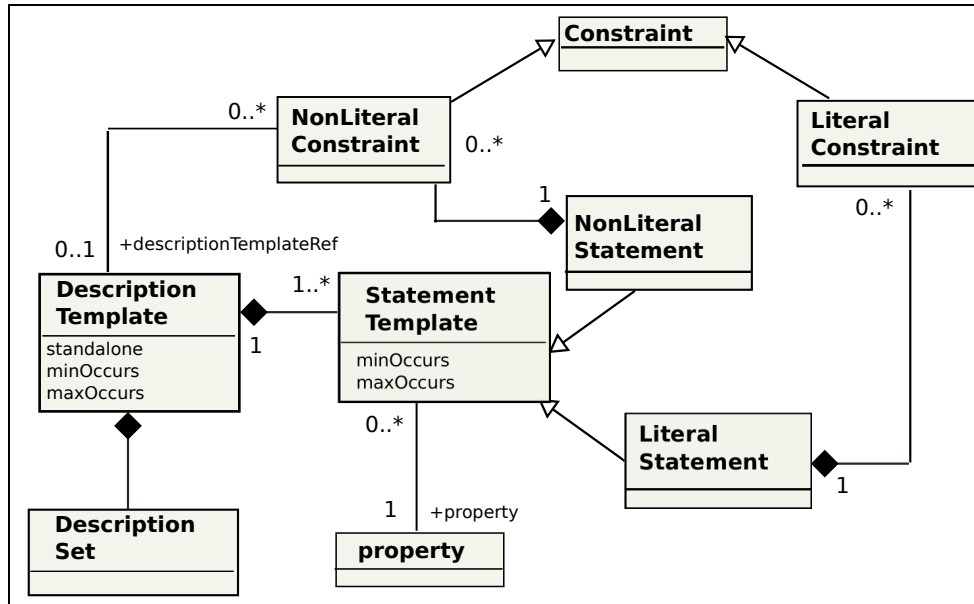 Constraint
0..*
NonLiteral
Constraint
0..*
Literal
Constraint
0..*
1
NonLiteral
Statement
0..1
+descriptionTemplateRef
Description
Template
standalone
minOccurs
maxOccurs
1
1..*
Statement
Template
minOccurs
maxOccurs
0..*
Literal
Statement
1
1
+property
property
Description
Set